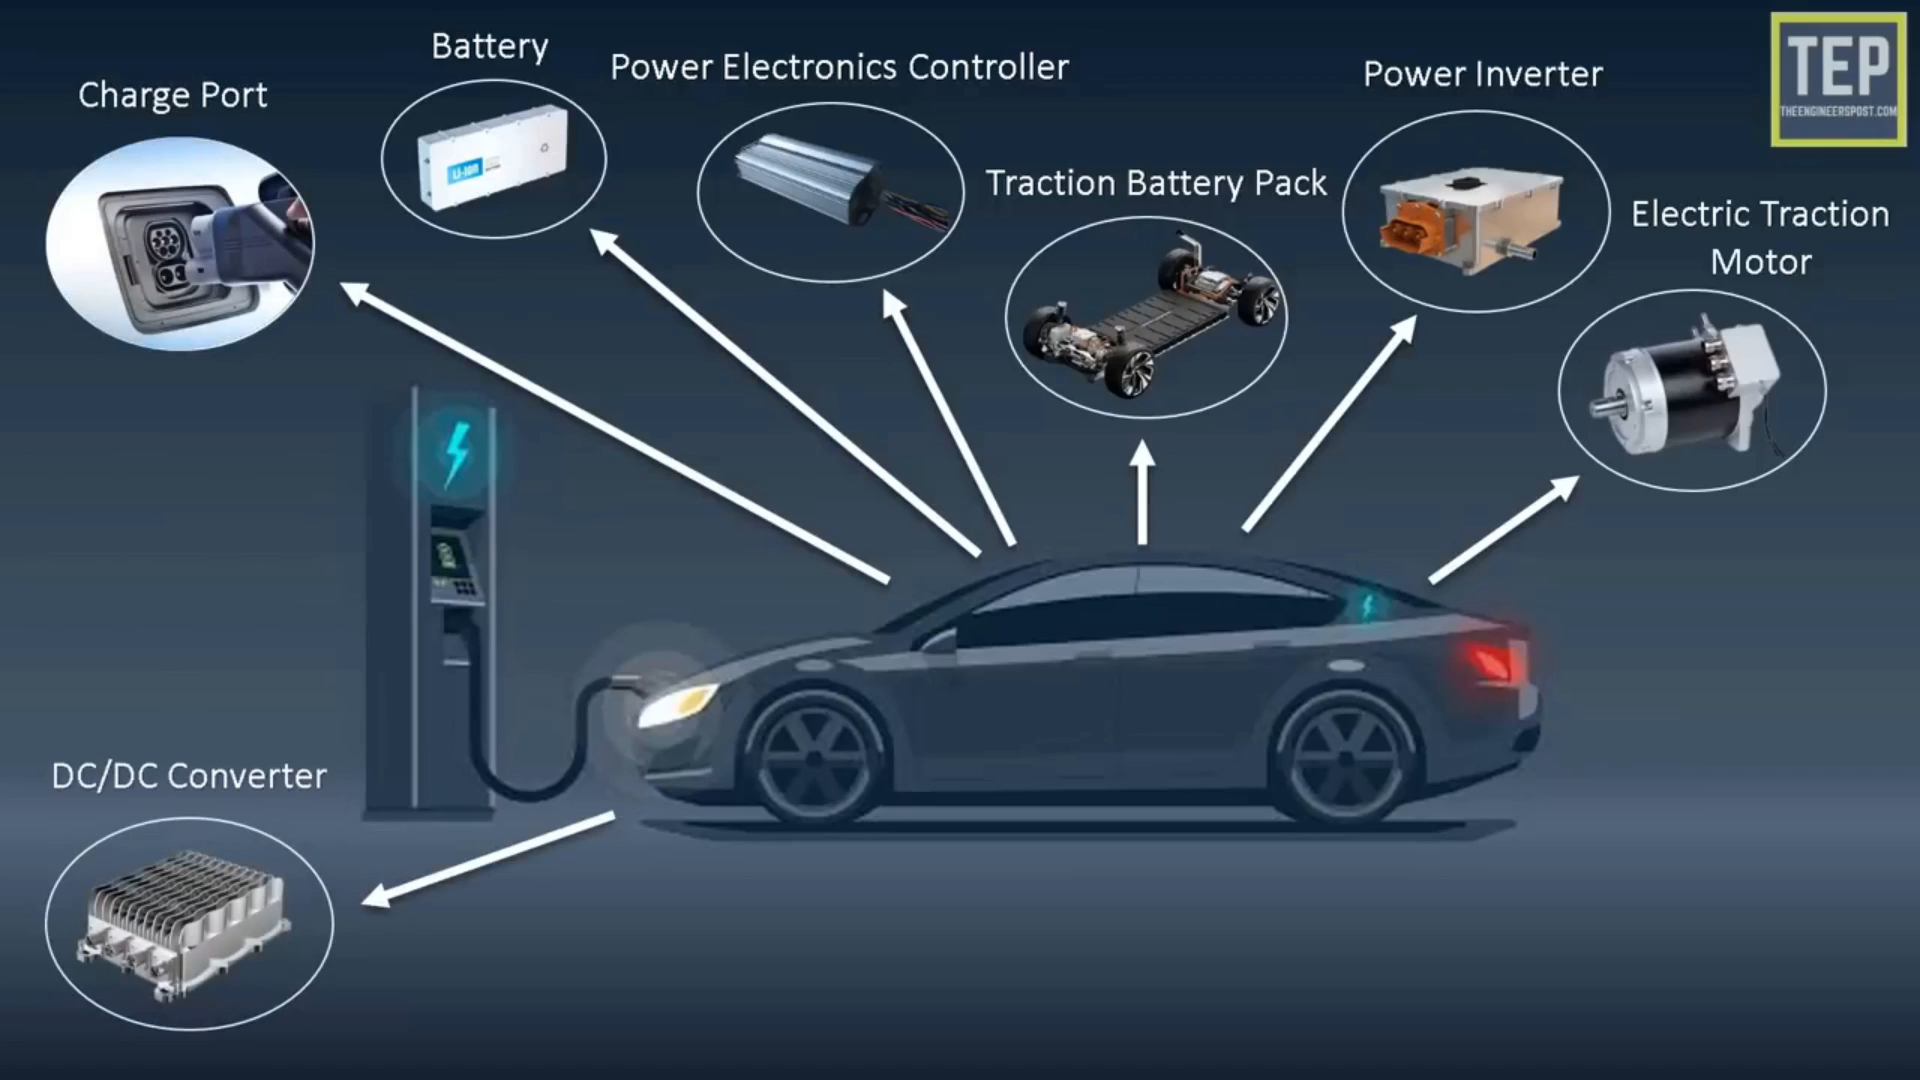 Battery
Power Electronics Controller
Charge Port
Power Inverter
TEP
THEENGINEERSPOST.COM
Traction Battery Pack
Electric Traction
Motor
Li-Ion
DC/DC Converter